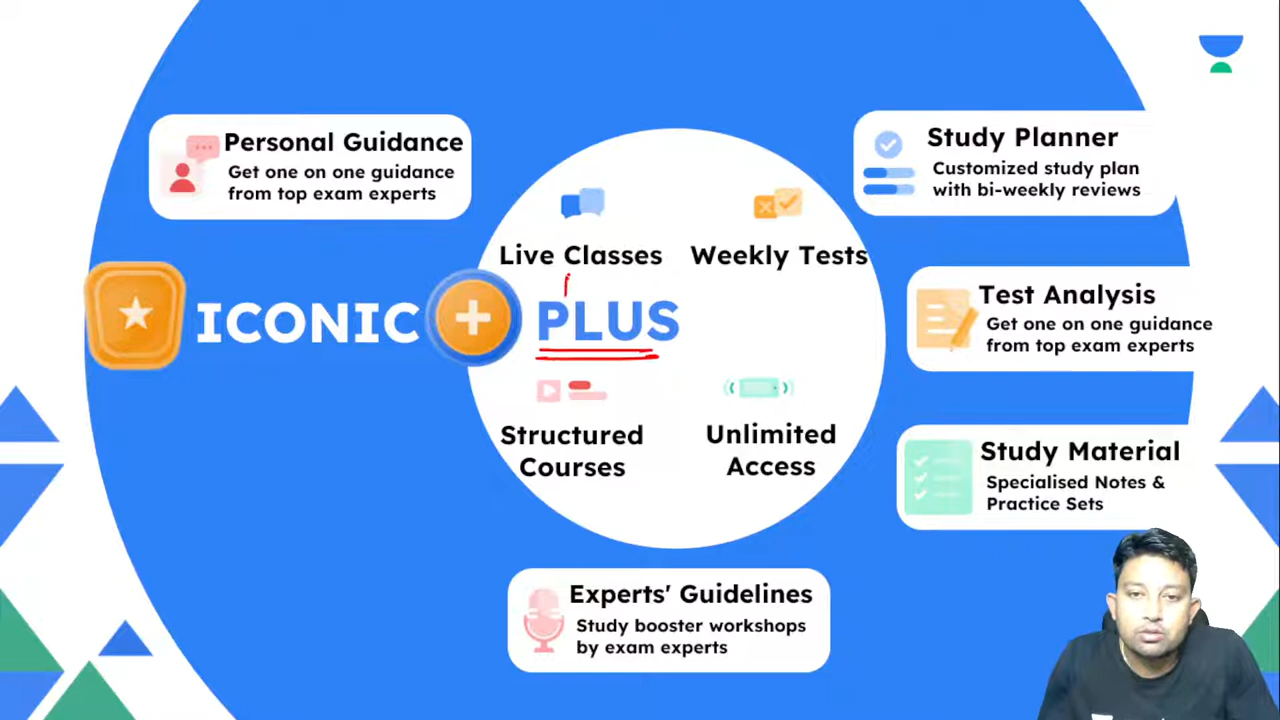 Personal Guidance
Get one on one guidance
from top exam experts
Study Planner
Customized study plan
with bi-weekly reviews
Live Classes
Weekly Tests
ICONIC
PLUS
Test Analysis
Get one on one guidance
from top exam experts
Structured
Courses
Unlimited
Access
Study Material
Specialised Notes &
Practice Sets
Experts' Guidelines
Study booster workshops
by exam experts